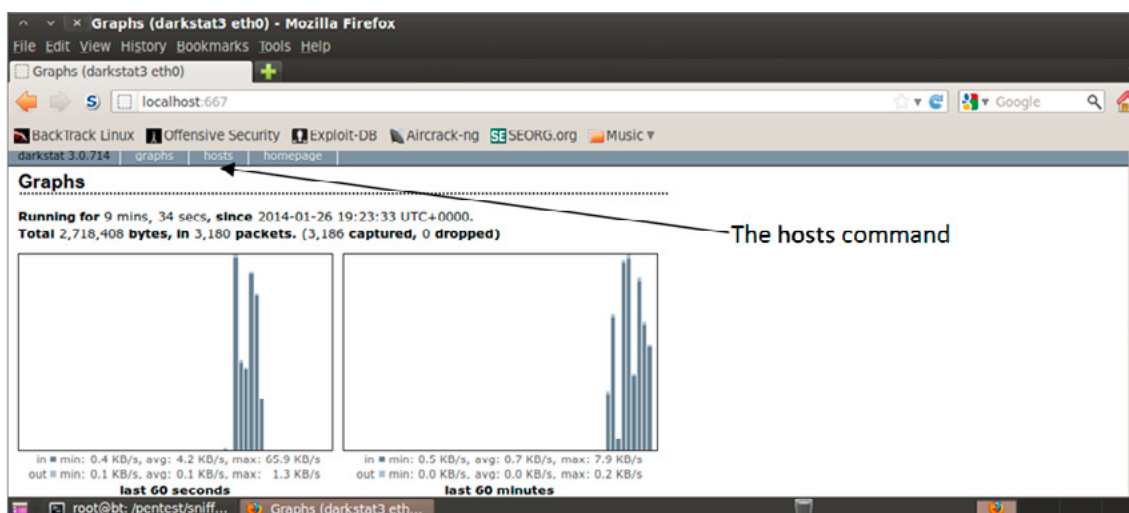 Graphs (darkstat3 eth0) - Mozilla Firefox
File Edit View History Bookmarks Tools Help
Graphs (darkstat3 eth0)
localhost:667
Google
BackTrack Linux Offensive Security Exploit-DB Aircrack-ng SE SEORG.org Music
darkstat 3.0.714 graphs hosts homepage
Graphs
Running for 9 mins, 34 secs, since 2014-01-26 19:23:33 UTC+0000.
Total 2,718,408 bytes, in 3,180 packets. (3,186 captured, 0 dropped)
The hosts command
in min: 0.4 KB/s, avg: 4.2 KB/s, max: 65.9 KB/s
out min: 0.1 KB/s, avg: 0.1 KB/s, max: 1.3 KB/s
last 60 seconds
in min: 0.5 KB/s, avg: 0.7 KB/s, max: 7.9 KB/s
out min: 0.0 KB/s, avg: 0.0 KB/s, max: 0.2 KB/s
last 60 minutes
root@bt: /pentest/sniff... Graphs (darkstat3 eth...